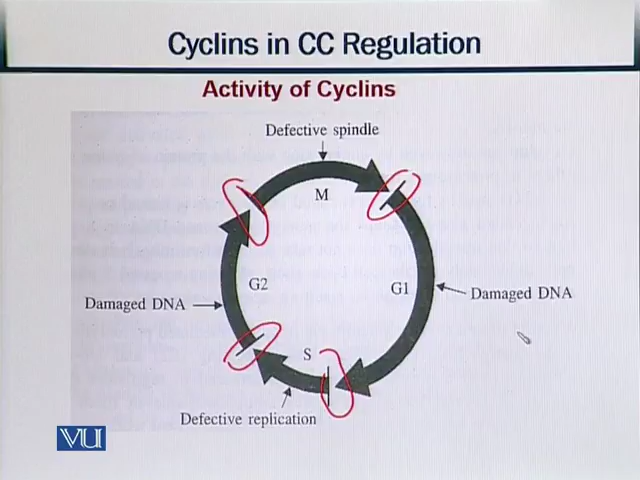 Cyclins in CC Regulation
Activity of Cyclins
Defective spindle
M
G2
G1
Damaged DNA
Damaged DNA
S
Defective replication
VU